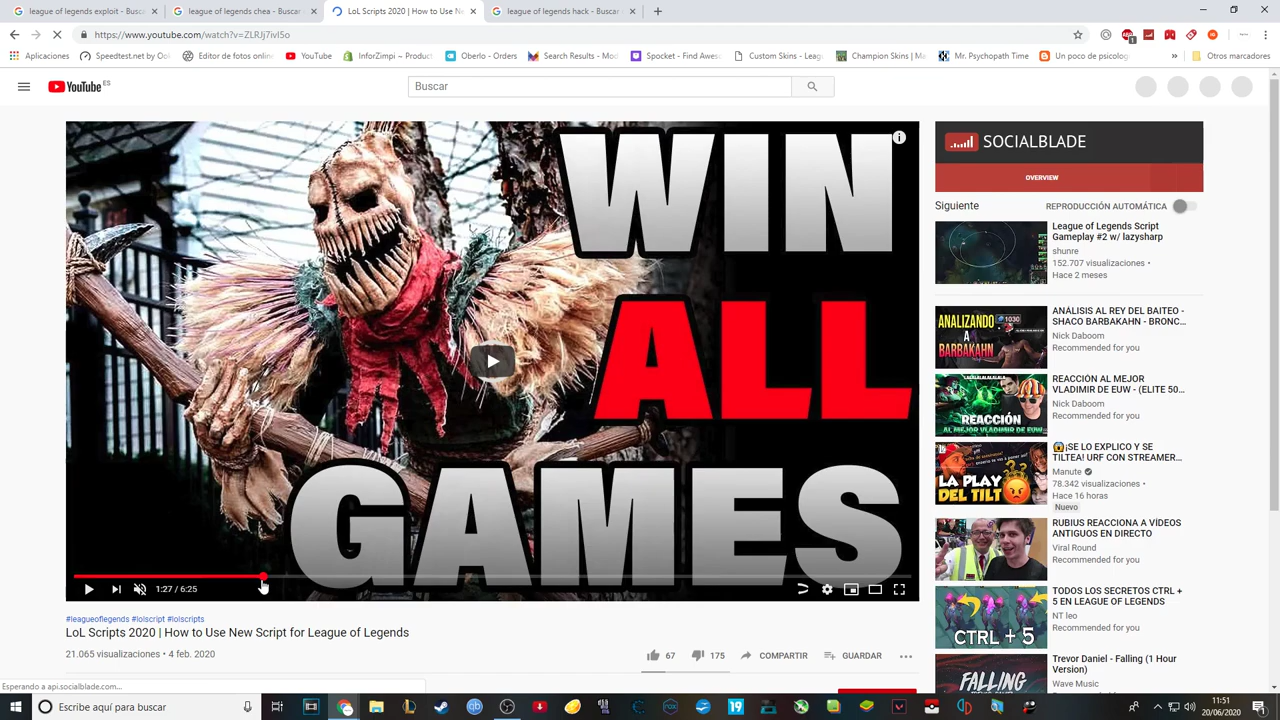 league of legends exploit - Buscar
league of legends chea - Buscar
LoL Scripts 2020 | How to Use Ne
league of legends hack - Buscar
https://www.youtube.com/watch?v=ZLRJj7ivISo
Aplicaciones
Speedtest.net by Ook
Editor de fotos online
YouTube
InforZimpi ~ Product
Oberlo - Orders
Search Results - Mod
Spocket - Find Awes
Custom Skins - Leag
Champion Skins | Ma
Mr. Psychopath Time
Un poco de psicolog
Otros marcadores
YouTube ES
Buscar
WIN
ALL
GAMES
1:27 / 6:25
#leagueoflegends #lolscript #lolscripts
LoL Scripts 2020 | How to Use New Script for League of Legends
21.065 visualizaciones • 4 feb. 2020
67
175
COMPARTIR
GUARDAR
SOCIALBLADE
OVERVIEW
Siguiente
REPRODUCCIÓN AUTOMÁTICA
League of Legends Script
Gameplay #2 w/ lazysharp
shunre
152.707 visualizaciones •
Hace 2 meses
ANALIZANDO
A
BARBAKAHN
1030
ANÁLISIS AL REY DEL BAITEO -
SHACO BARBAKAHN - BRONC...
Nick Daboom
Recommended for you
REACCIÓN
AL MEJOR VLADIMIR DE EUW
REACCIÓN AL MEJOR
VLADIMIR DE EUW - (ELITE 50...
Nick Daboom
Recommended for you
LA PLAY
DEL TILT
😱¡SE LO EXPLICO Y SE
TILTEA! URF CON STREAMER...
Manute
78.342 visualizaciones •
Hace 16 horas
Nuevo
RUBIUS REACCIONA A VÍDEOS
ANTIGUOS EN DIRECTO
Viral Round
Recommended for you
CTRL + 5
TODOS LOS SECRETOS CTRL +
5 EN LEAGUE OF LEGENDS
NT leo
Recommended for you
FALLING
Trevor Daniel - Falling (1 Hour
Version)
Wave Music
Esperando a api.socialblade.com...
Escribe aquí para buscar
11:51
20/06/2020